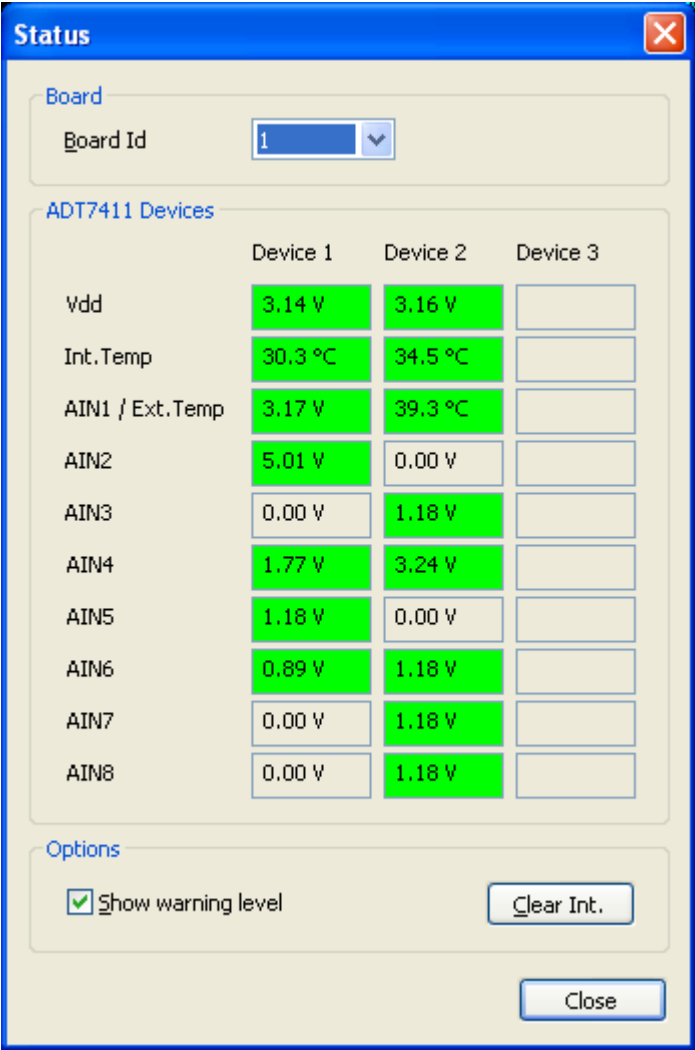 Status
Board
Board Id 1
ADT7411 Devices
Device 1 Device 2 Device 3
Vdd 3.14 V 3.16 V
Int.Temp 30.3 °C 34.5 °C
AIN1 / Ext.Temp 3.17 V 39.3 °C
AIN2 5.01 V 0.00 V
AIN3 0.00 V 1.18 V
AIN4 1.77 V 3.24 V
AIN5 1.18 V 0.00 V
AIN6 0.89 V 1.18 V
AIN7 0.00 V 1.18 V
AIN8 0.00 V 1.18 V
Options
Show warning level Clear Int.
Close